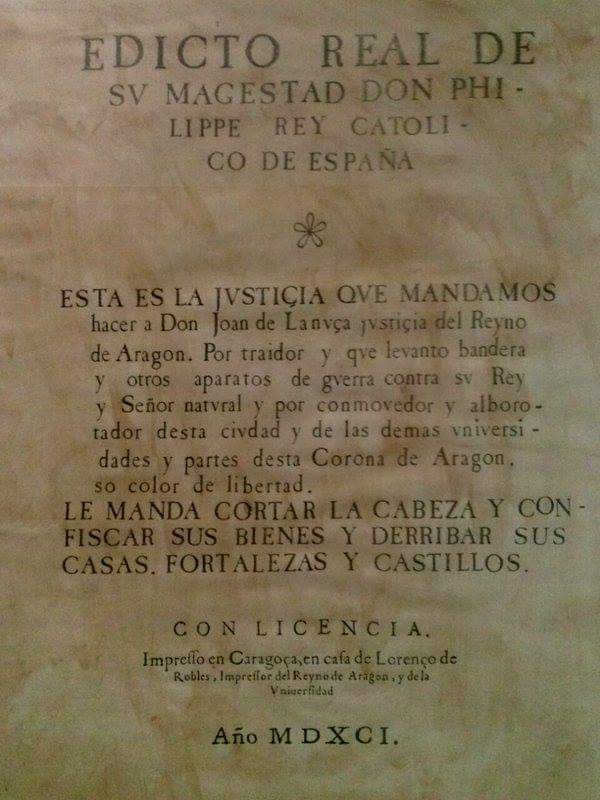 EDICTO REAL DE
SV MAGESTAD DON PHI-
LIPPE REY CATOLI-
CO DE ESPAÑA
ESTA ES LA JVSTIÇIA QVE MANDAMOS
hacer a Don Joan de Lanvça jvstiçia del Reyno
de Aragon. Por traidor y qve levanto bandera
y otros aparatos de gverra contra sv Rey
y Señor natvral y por conmovedor y alboro-
tador desta civdad y de las demas vniversi-
dades y partes desta Corona de Aragon.
so color de libertad.
LE MANDA CORTAR LA CABEZA Y CON-
FISCAR SUS BIENES Y DERRIBAR SUS
CASAS. FORTALEZAS Y CASTILLOS.
CON LICENCIA.
Impreſſo en Caragoça, en caſa de Lorenço de
Robles, Impreſſor del Reyno de Aragon, y de la
Vniuerſidad
Año MDXCI.